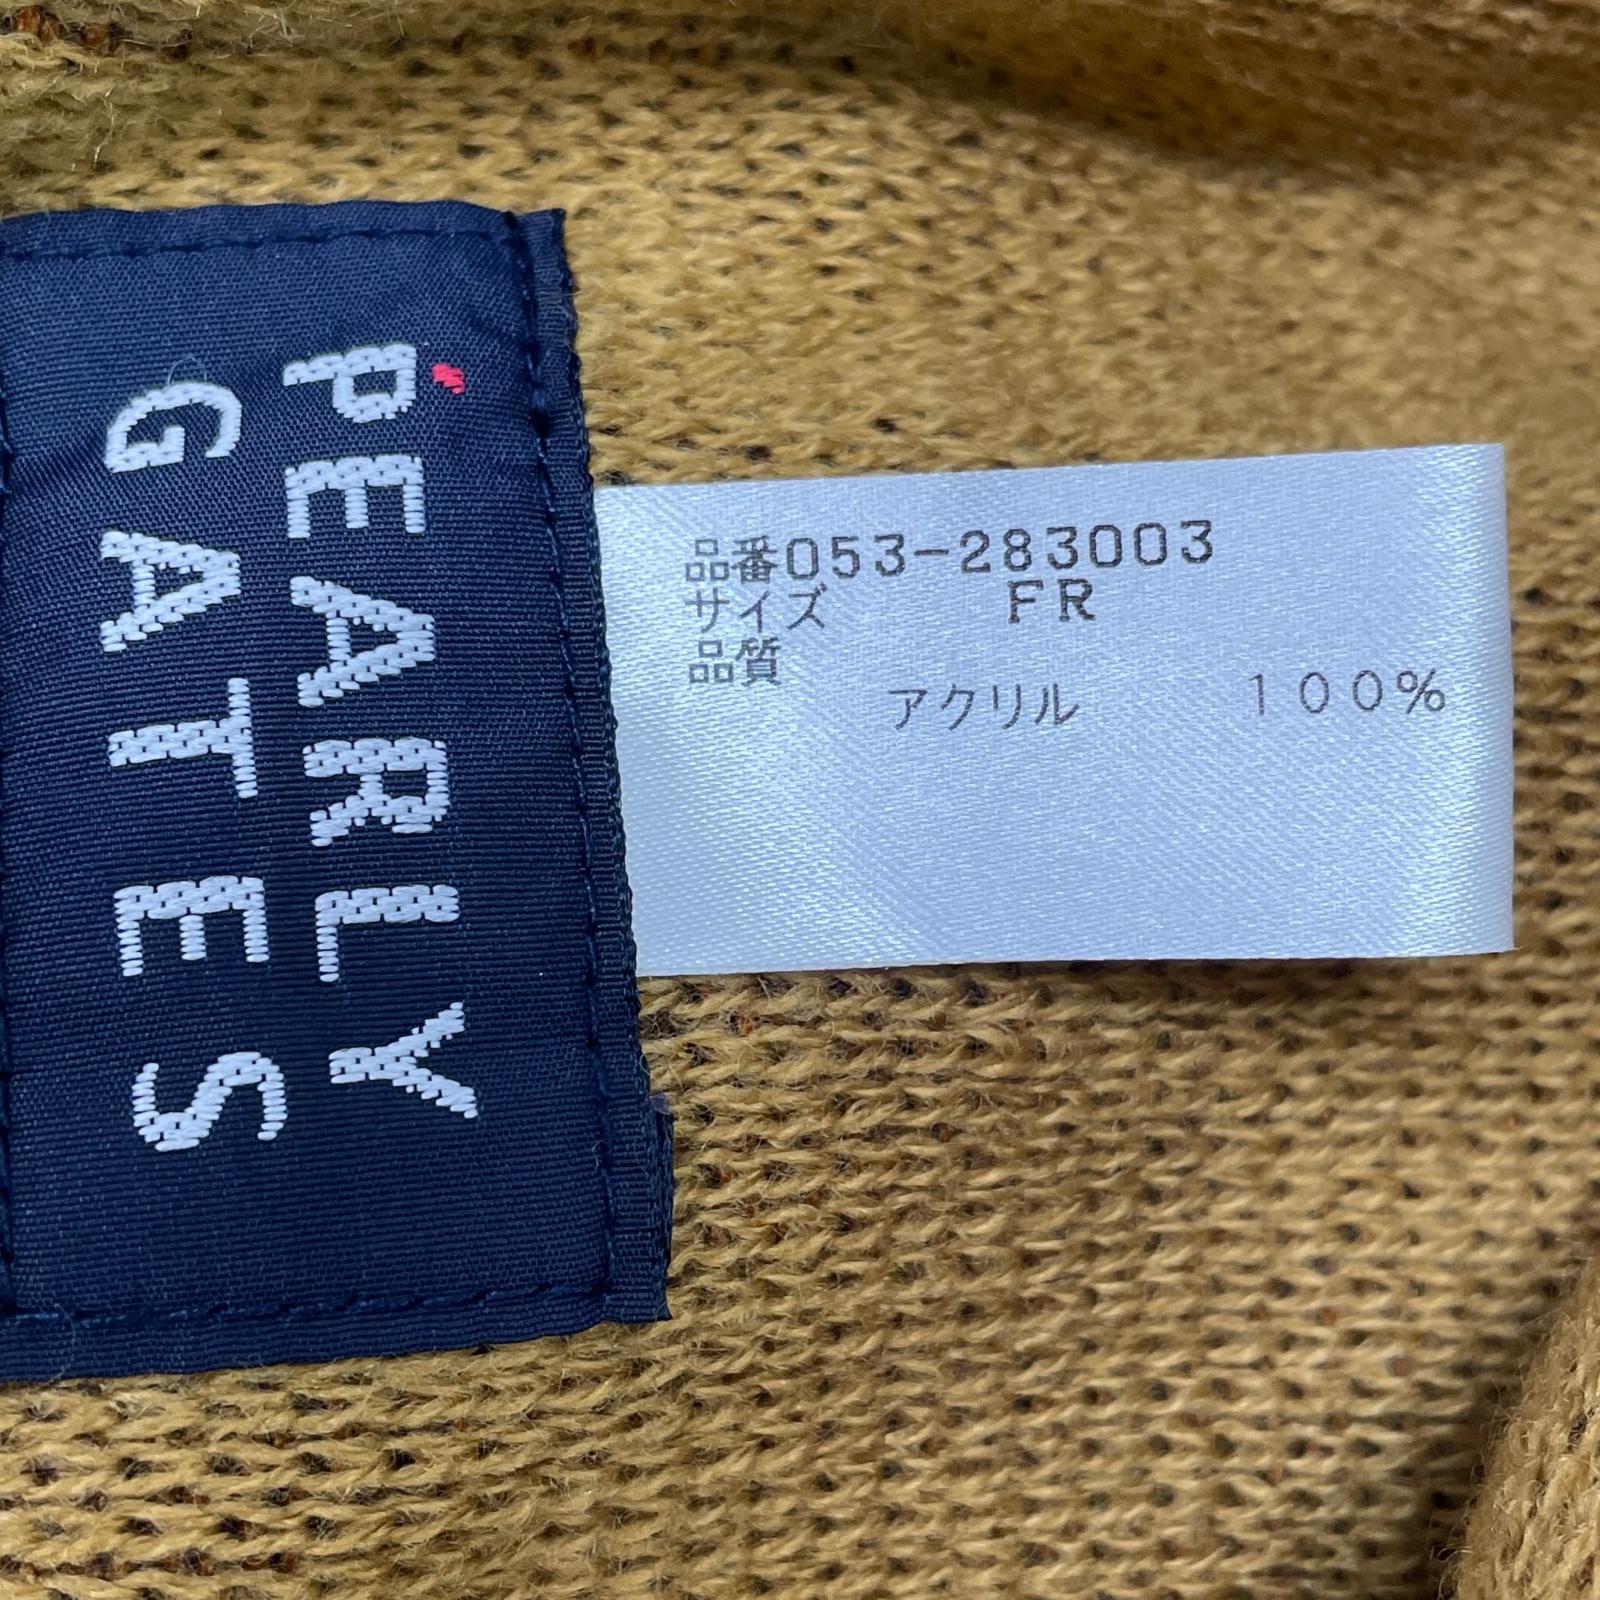 PEARLY
GATES
品番053-283003
サイズ FR
品質
アクリル 100%